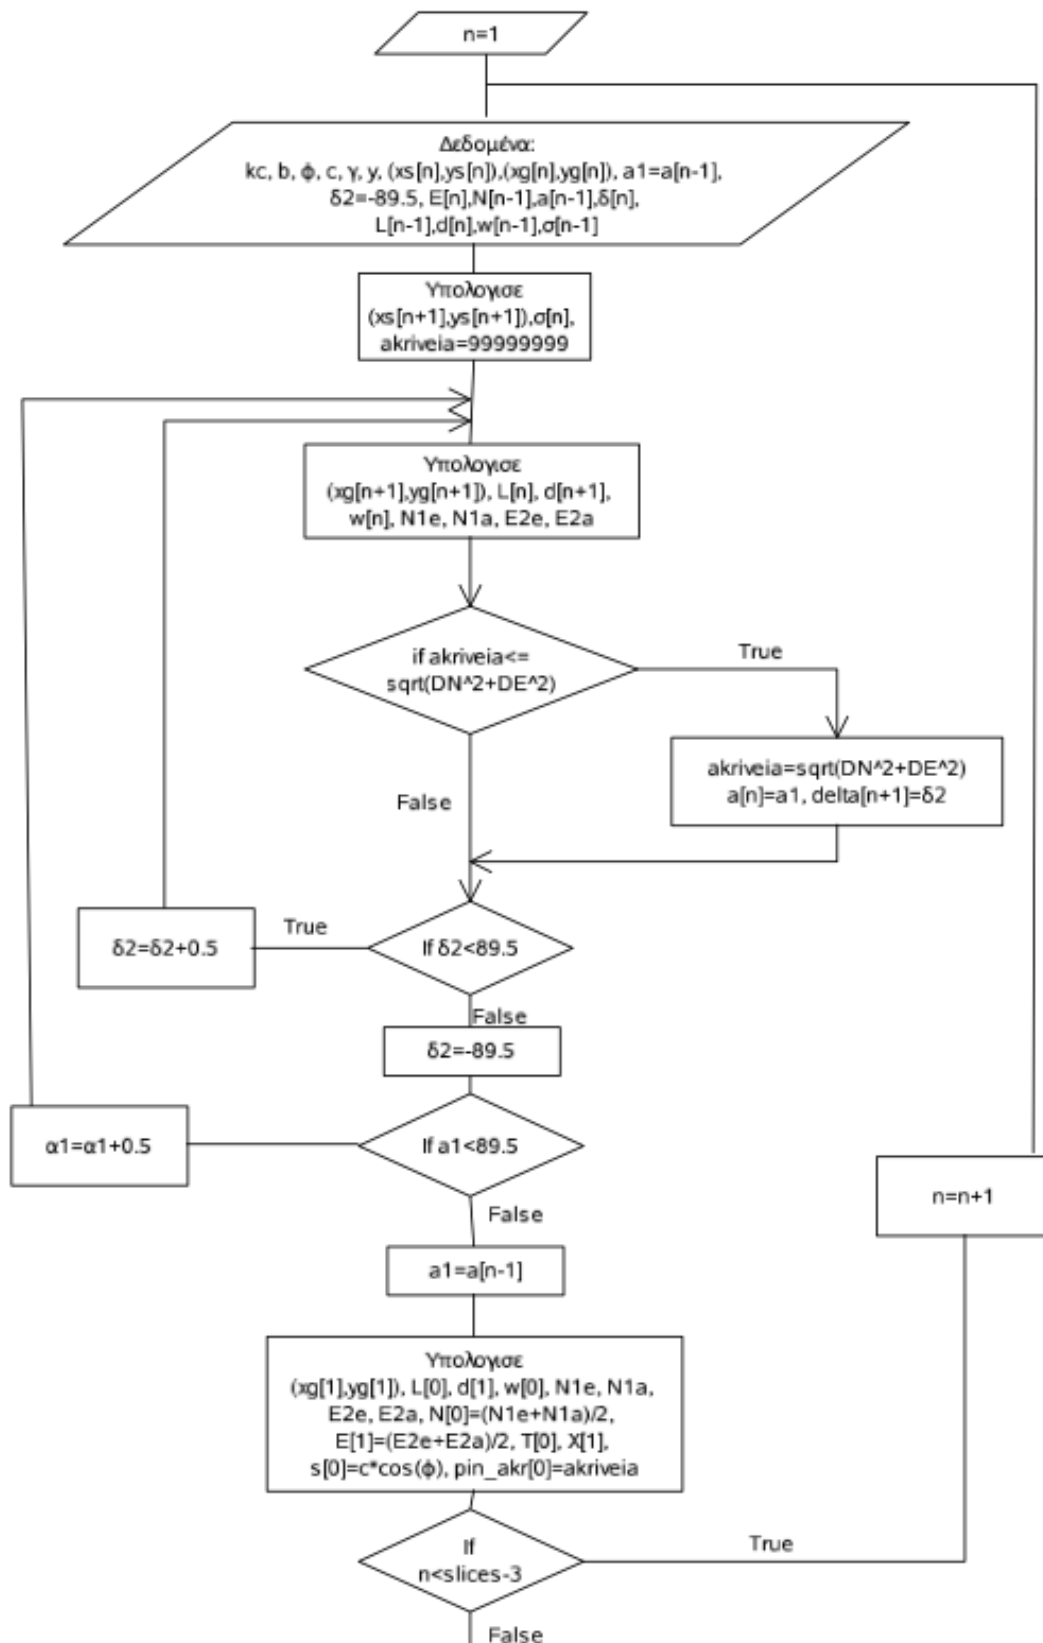 n=1
Δεδομένα:
kc, b, φ, c, γ, y, (xs[n],ys[n]),(xg[n],yg[n]), a1=a[n-1],
δ2=-89.5, E[n],N[n-1],a[n-1],δ[n],
L[n-1],d[n],w[n-1],σ[n-1]
Υπολογισε
(xs[n+1],ys[n+1]),σ[n],
akriveia=99999999
Υπολογισε
(xg[n+1],yg[n+1]), L[n], d[n+1],
w[n], N1e, N1a, E2e, E2a
if akriveia<=
sqrt(DN^2+DE^2)
True
akriveia=sqrt(DN^2+DE^2)
a[n]=a1, delta[n+1]=δ2
False
If δ2<89.5
True
δ2=δ2+0.5
False
δ2=-89.5
If a1<89.5
α1=α1+0.5
False
n=n+1
a1=a[n-1]
Υπολογισε
(xg[1],yg[1]), L[0], d[1], w[0], N1e, N1a,
E2e, E2a, N[0]=(N1e+N1a)/2,
E[1]=(E2e+E2a)/2, T[0], X[1],
s[0]=c*cos(φ), pin_akr[0]=akriveia
If
n<slices-3
True
False